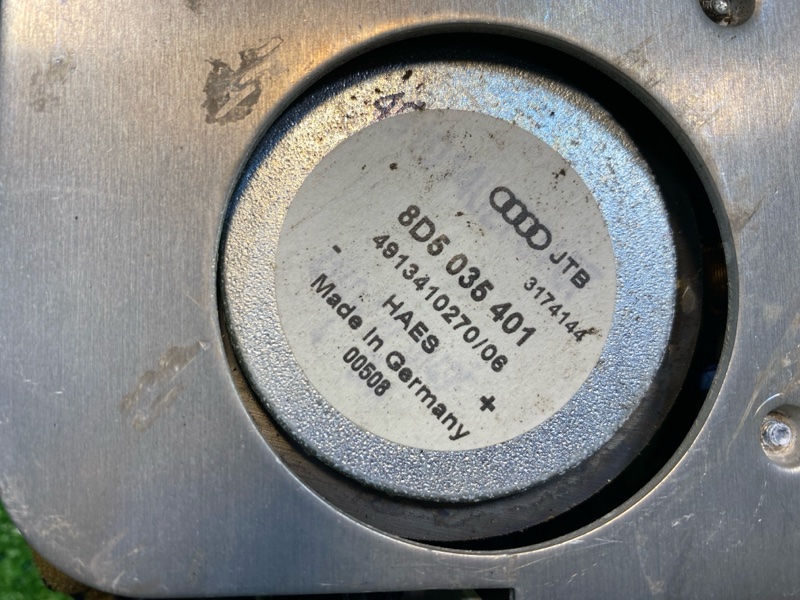 JTB
3174144
8D5 035 401
4913410270/06
HAES
- +
Made In Germany
00508